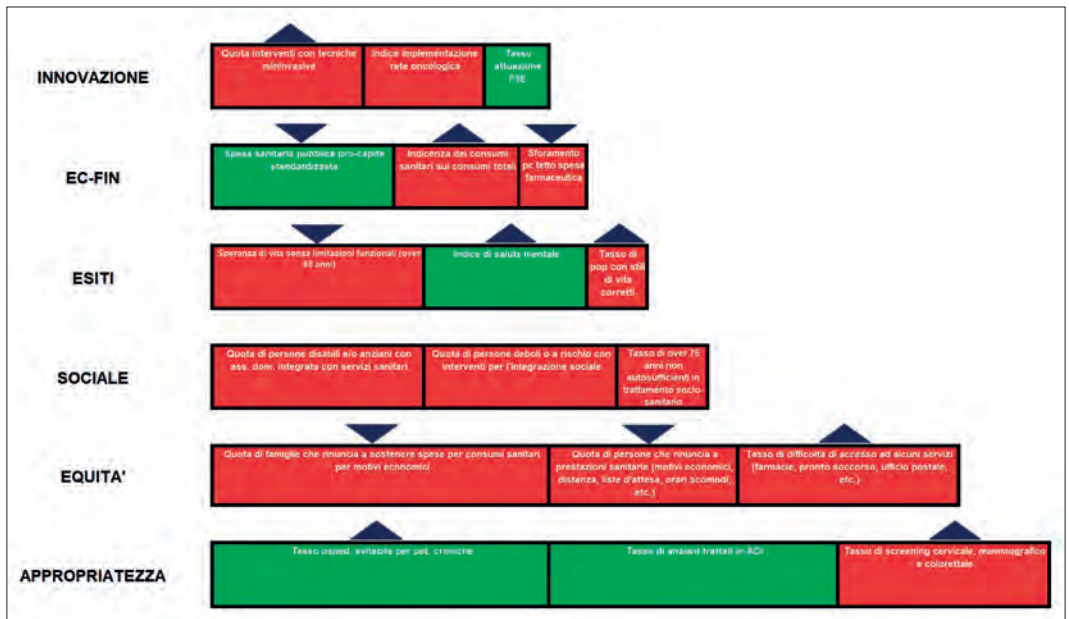 INNOVAZIONE
Quota interventi con tecniche
mininvasive
Indice implementazione
rete oncologica
Tasso
attuazione
FSE
EC-FIN
Spesa sanitaria pubblica pro-capite
standardizzata
Indicenza dei consumi
sanitari sui consumi totali
Sforamento
pc tetto spesa
farmaceutica
ESITI
Speranza di vita senza limitazioni funzionali (over
65 anni)
Indice di salute mentale
Tasso di
pop con stili
di vita
corretti
SOCIALE
Quota di persone disabili e/o anziani con
ass. dom. integrata con servizi sanitari
Quota di persone deboli o a rischio con
interventi per l'integrazione sociale
Tasso di over 75
anni non
autosufficienti in
trattamento socio-
sanitario
EQUITA'
Quota di famiglie che rinuncia a sostenere spese per consumi sanitari
per motivi economici
Quota di persone che rinuncia a
prestazioni sanitarie (motivi economici,
distanza, liste d'attesa, orari scomodi,
etc.)
Tasso di difficoltà di accesso ad alcuni servizi
(farmacie, pronto soccorso, ufficio postale,
etc.)
APPROPRIATEZZA
Tasso osped. evitabile per pat. croniche
Tasso di anziani trattati in ADI
Tasso di screening cervicale, mammografico
e colorettale